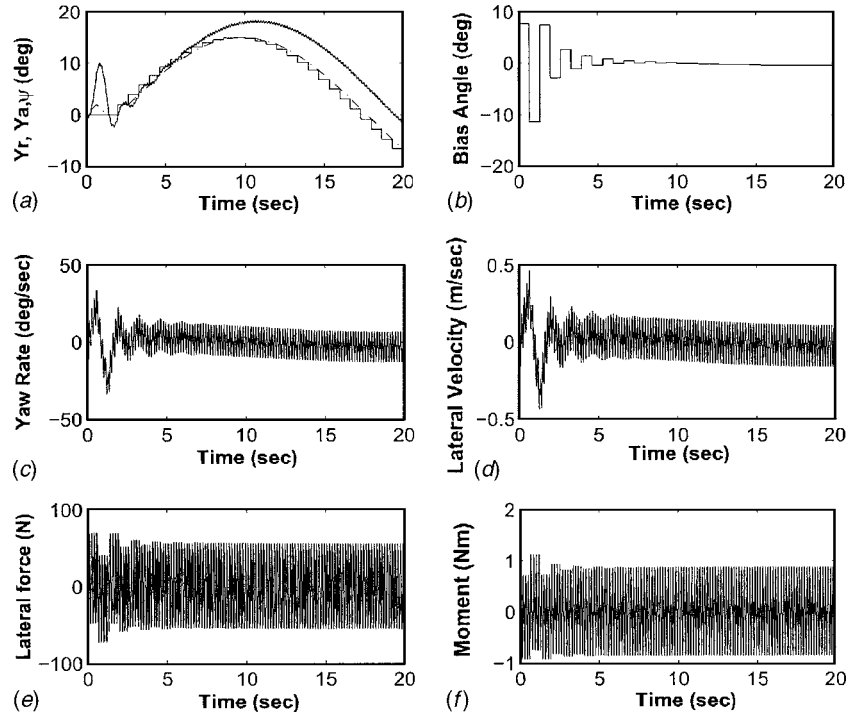 20
10
0
−10
Yr, Ya,ψ (deg)
0 5 10 15 20
Time (sec)
(a)
10
0
−10
−20
Bias Angle (deg)
0 5 10 15 20
Time (sec)
(b)
50
0
−50
Yaw Rate (deg/sec)
0 5 10 15 20
Time (sec)
(c)
0.5
0
−0.5
Lateral Velocity (m/sec)
0 5 10 15 20
Time (sec)
(d)
100
0
−100
Lateral force (N)
0 5 10 15 20
Time (sec)
(e)
2
1
0
−1
Moment (Nm)
0 5 10 15 20
Time (sec)
(f)